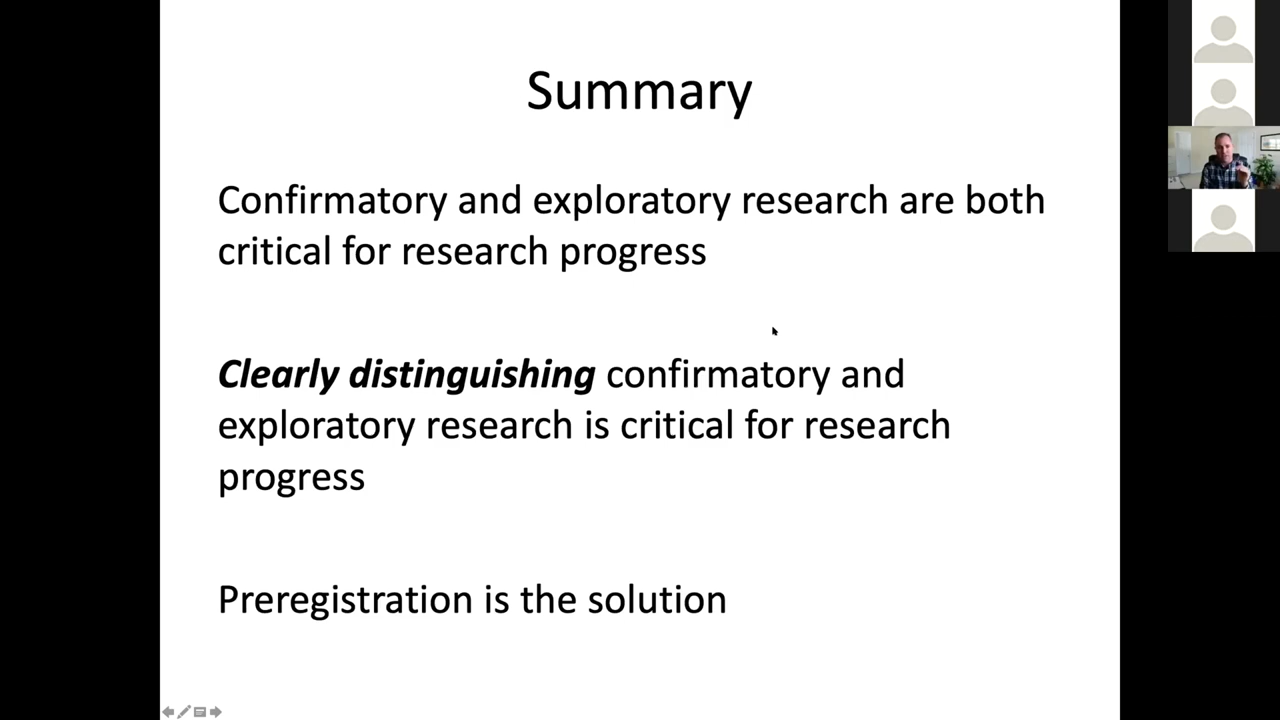 Summary
Confirmatory and exploratory research are both
critical for research progress
Clearly distinguishing confirmatory and
exploratory research is critical for research
progress
Preregistration is the solution